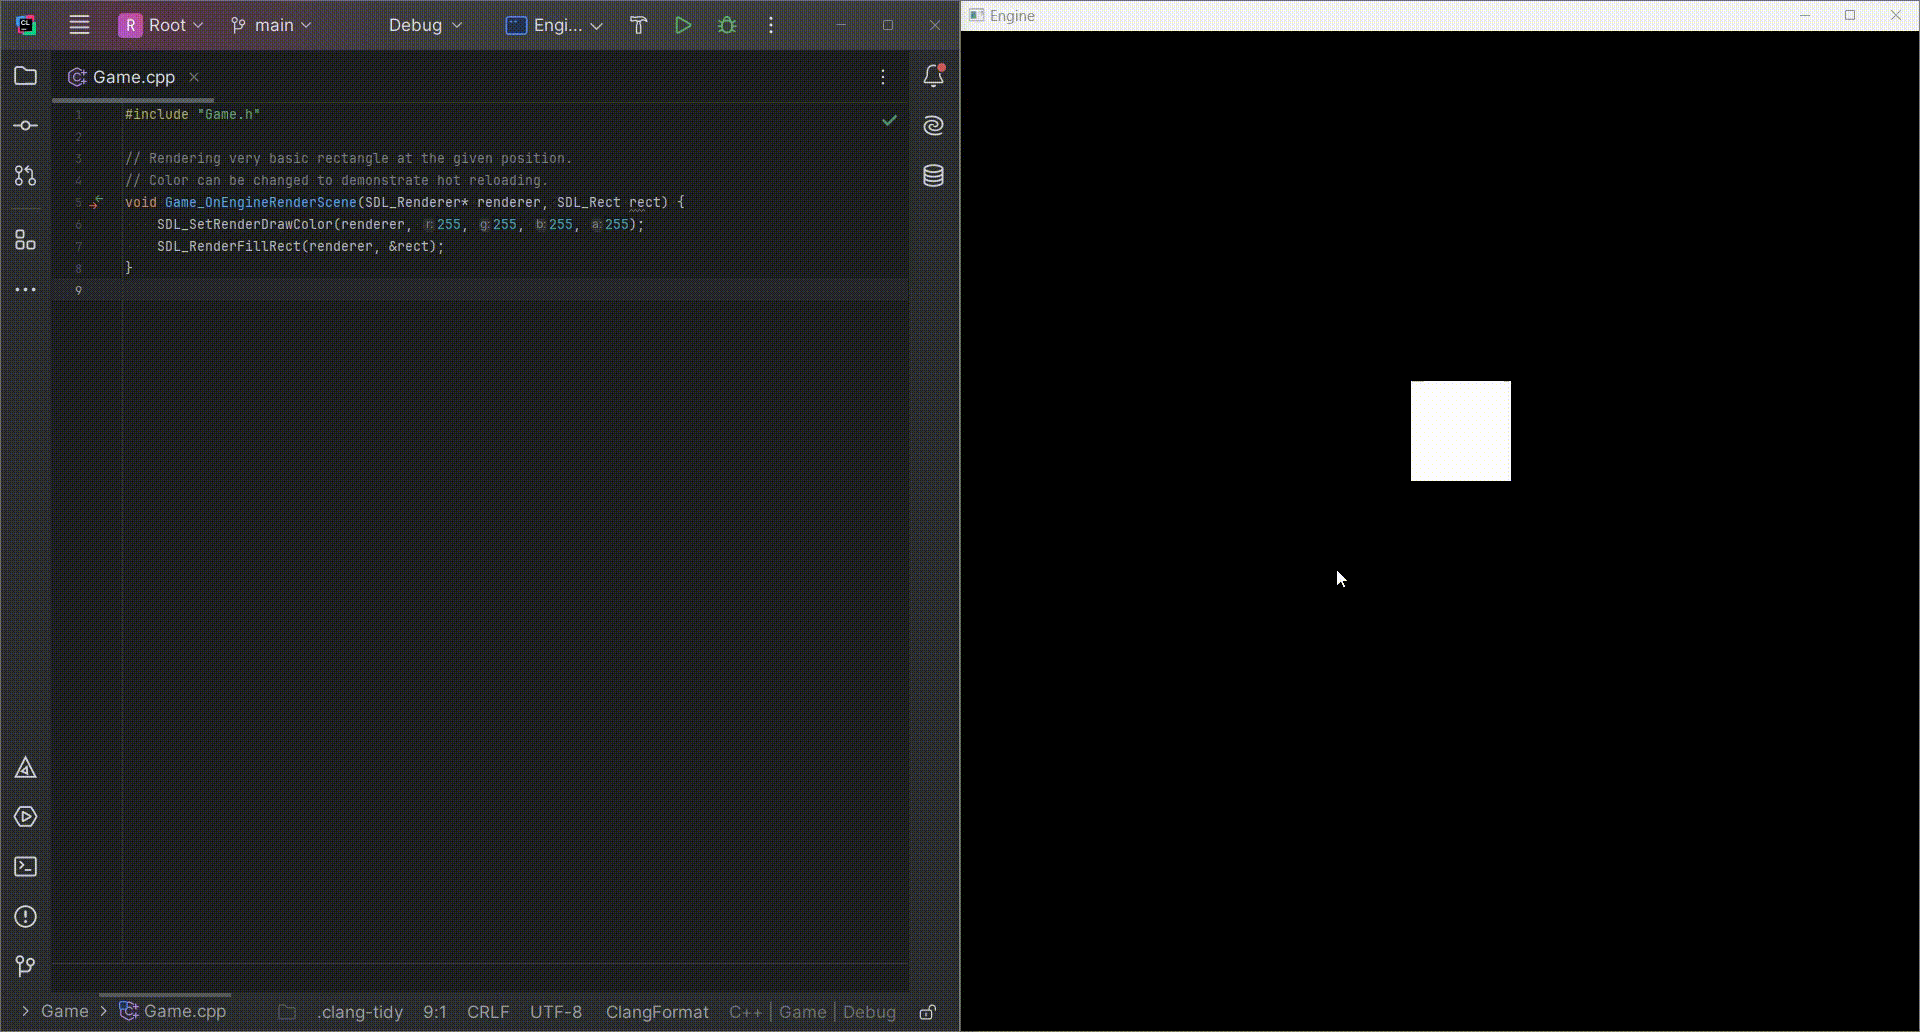 CL
R Root main Debug Engi...
Game.cpp
1 #include "Game.h"
2
3 // Rendering very basic rectangle at the given position.
4 // Color can be changed to demonstrate hot reloading.
5 void Game_OnEngineRenderScene(SDL_Renderer* renderer, SDL_Rect rect) {
6 SDL_SetRenderDrawColor(renderer, r: 255, g: 255, b: 255, a: 255);
7 SDL_RenderFillRect(renderer, &rect);
8 }
9
Game > Game.cpp .clang-tidy 9:1 CRLF UTF-8 ClangFormat C++ | Game | Debug
Engine